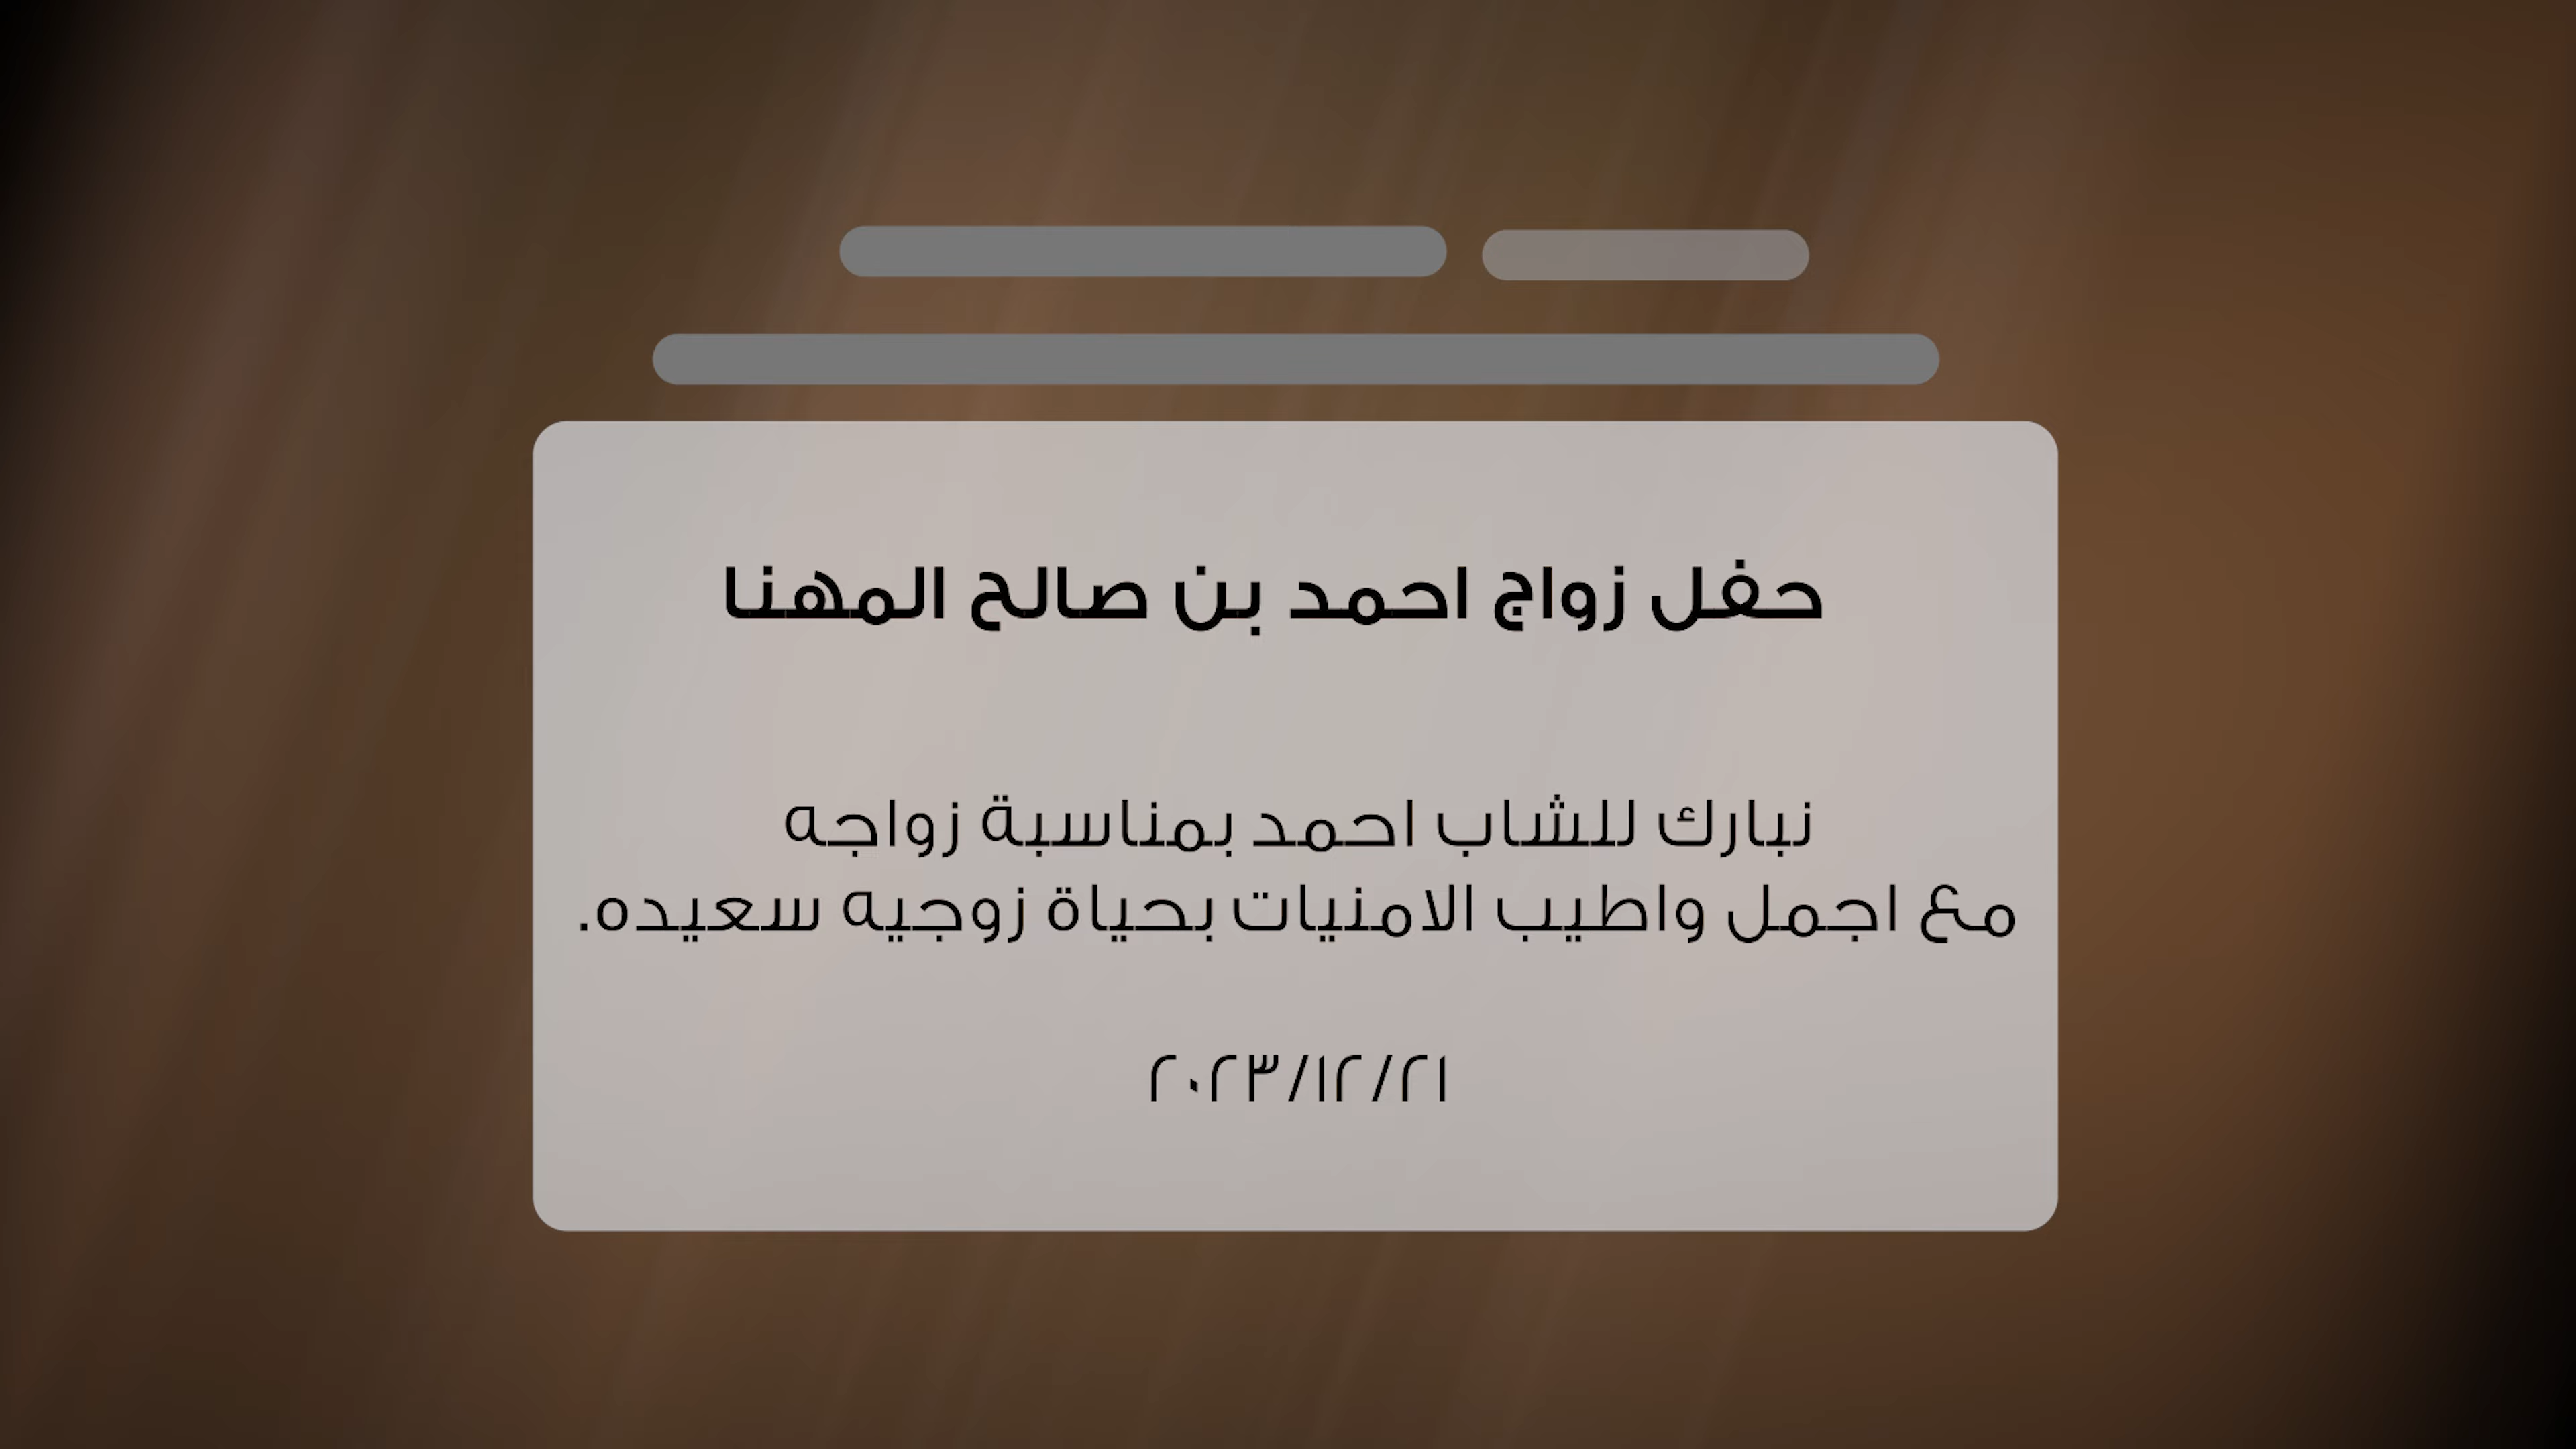 حفل زواج احمد بن صالح المهنا
نبارك للشاب احمد بمناسبة زواجه
مع اجمل واطيب الامنيات بحياة زوجيه سعيده.
٢٠٢٣/١٢/٢١